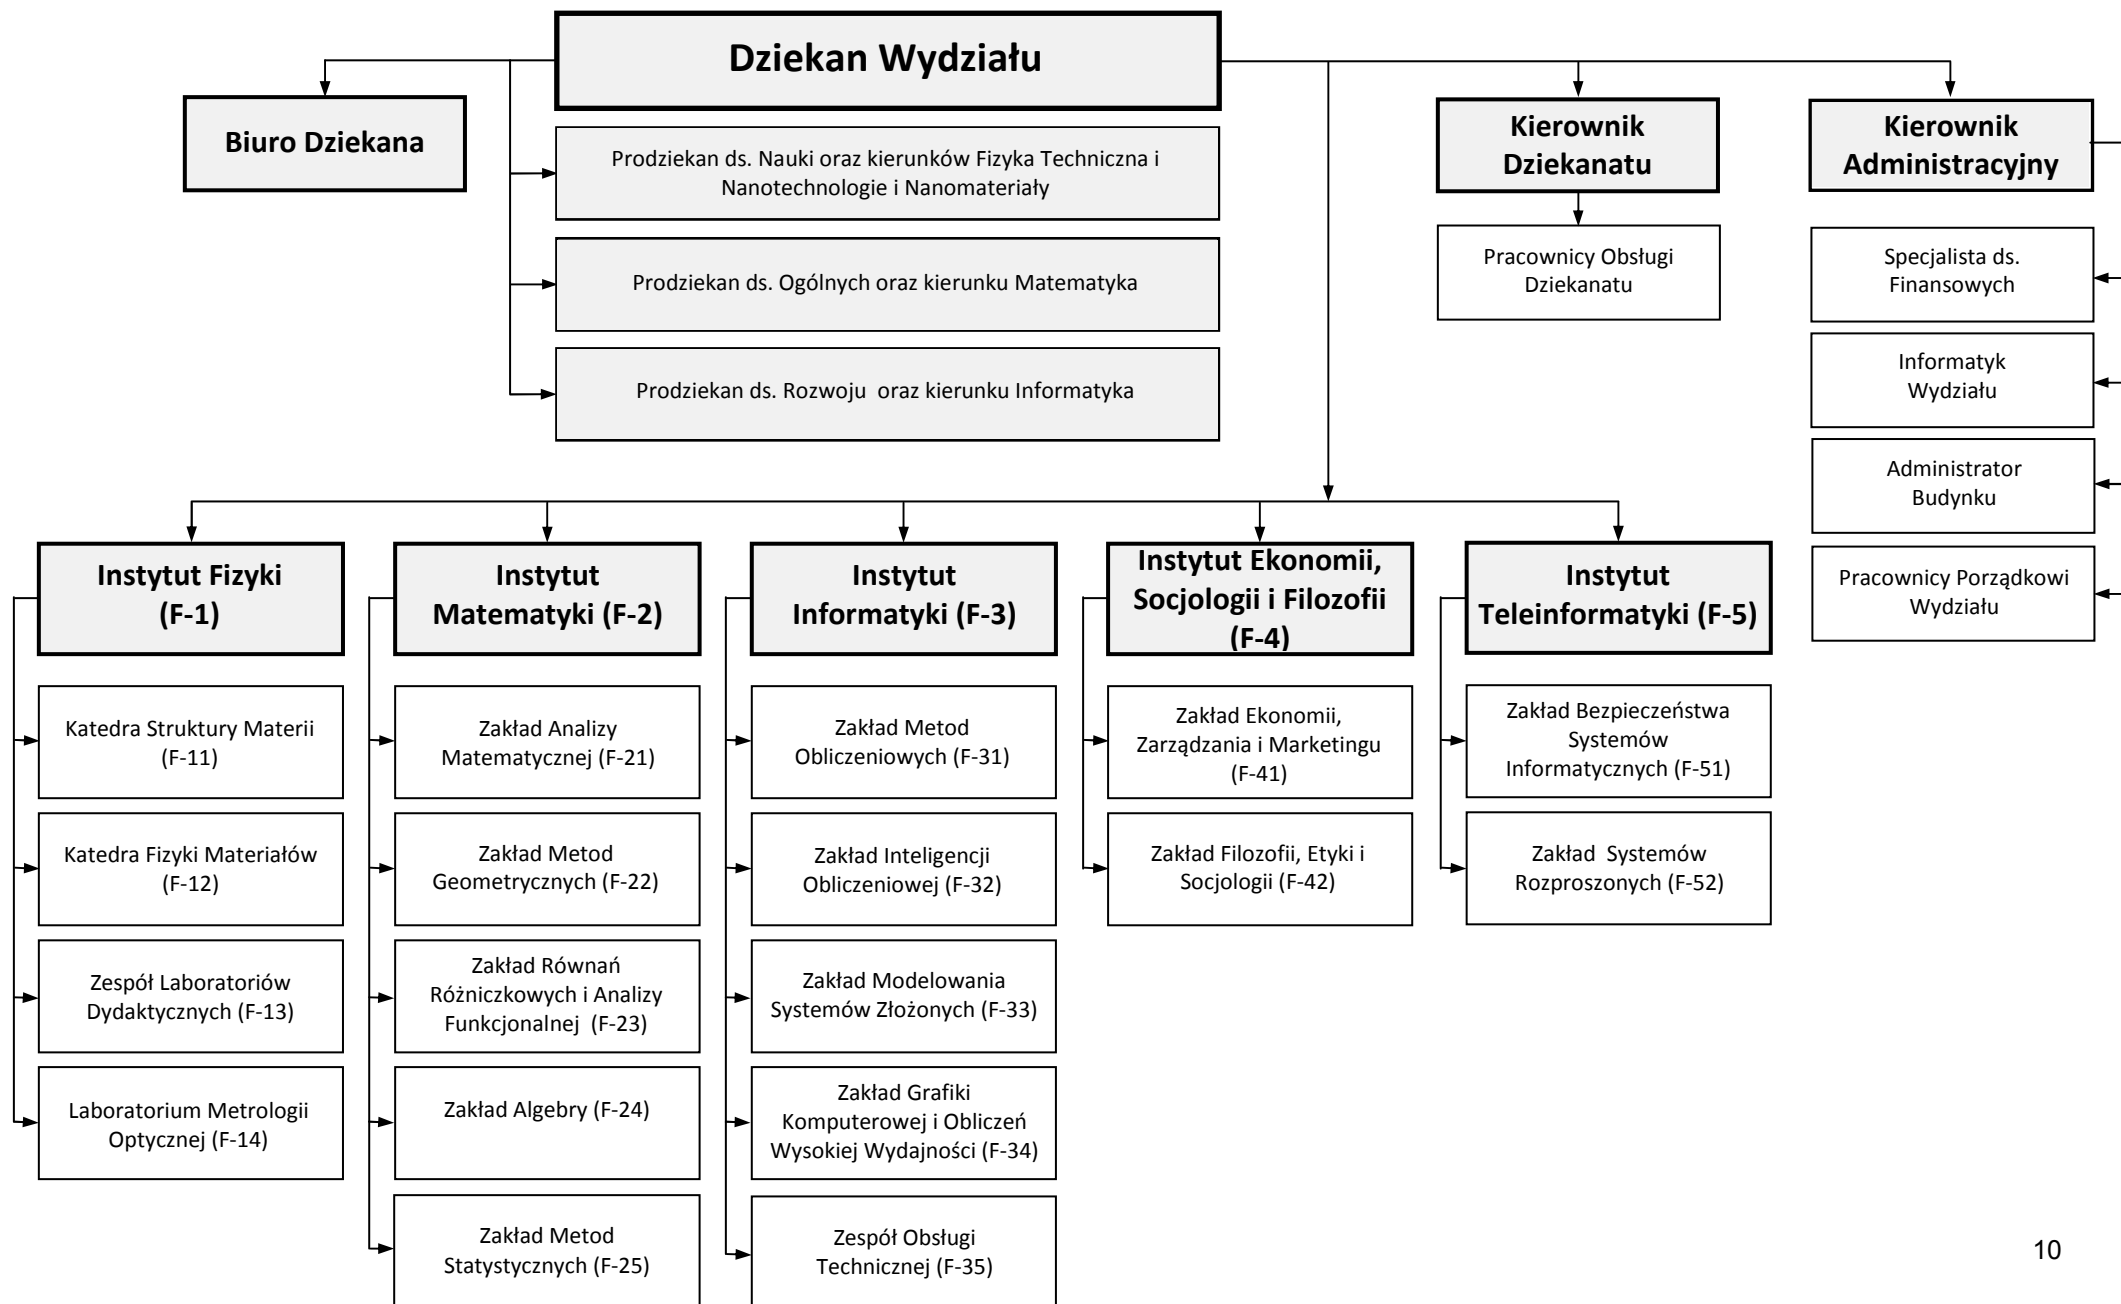 Dziekan Wydziału
Biuro Dziekana
Prodziekan ds. Nauki oraz kierunków Fizyka Techniczna i
Nanotechnologie i Nanomateriały
Prodziekan ds. Ogólnych oraz kierunku Matematyka
Prodziekan ds. Rozwoju oraz kierunku Informatyka
Kierownik
Dziekanatu
Pracownicy Obsługi
Dziekanatu
Kierownik
Administracyjny
Specjalista ds.
Finansowych
Informatyk
Wydziału
Administrator
Budynku
Pracownicy Porządkowi
Wydziału
Instytut Fizyki
(F-1)
Katedra Struktury Materii
(F-11)
Katedra Fizyki Materiałów
(F-12)
Zespół Laboratoriów
Dydaktycznych (F-13)
Laboratorium Metrologii
Optycznej (F-14)
Instytut
Matematyki (F-2)
Zakład Analizy
Matematycznej (F-21)
Zakład Metod
Geometrycznych (F-22)
Zakład Równań
Różniczkowych i Analizy
Funkcjonalnej (F-23)
Zakład Algebry (F-24)
Zakład Metod
Statystycznych (F-25)
Instytut
Informatyki (F-3)
Zakład Metod
Obliczeniowych (F-31)
Zakład Inteligencji
Obliczeniowej (F-32)
Zakład Modelowania
Systemów Złożonych (F-33)
Zakład Grafiki
Komputerowej i Obliczeń
Wysokiej Wydajności (F-34)
Zespół Obsługi
Technicznej (F-35)
Instytut Ekonomii,
Socjologii i Filozofii
(F-4)
Zakład Ekonomii,
Zarządzania i Marketingu
(F-41)
Zakład Filozofii, Etyki i
Socjologii (F-42)
Instytut
Teleinformatyki (F-5)
Zakład Bezpieczeństwa
Systemów
Informatycznych (F-51)
Zakład Systemów
Rozproszonych (F-52)
10